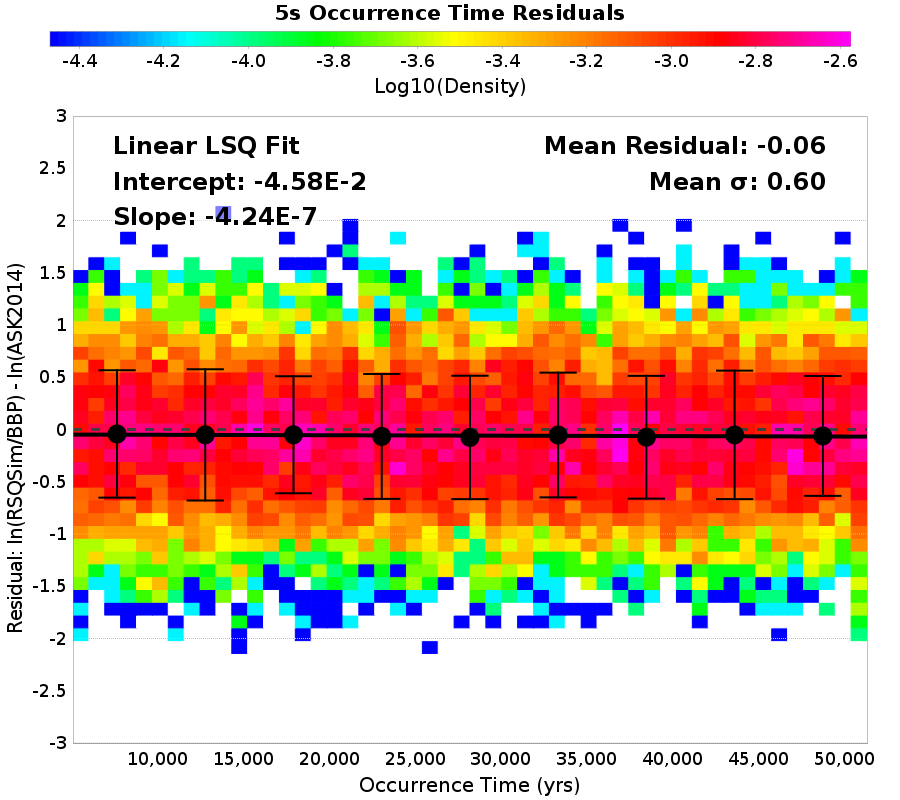 5s Occurrence Time Residuals
-4.4 -4.2 -4.0 -3.8 -3.6 -3.4 -3.2 -3.0 -2.8 -2.6
Log10(Density)
Linear LSQ Fit
Intercept: -4.58E-2
Slope: -4.24E-7
Mean Residual: -0.06
Mean σ: 0.60
Residual: ln(RSQSim/BBP) - ln(ASK2014)
3
2.5
2
1.5
1
0.5
0
-0.5
-1
-1.5
-2
-2.5
-3
10,000 15,000 20,000 25,000 30,000 35,000 40,000 45,000 50,000
Occurrence Time (yrs)